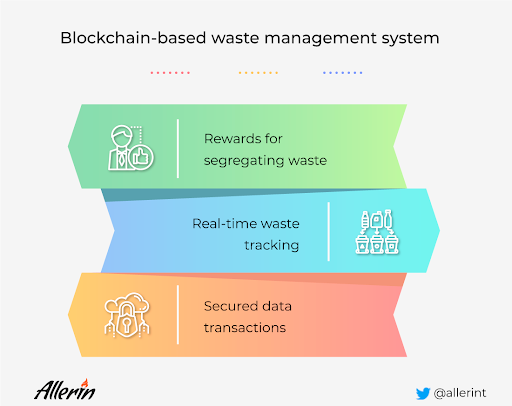 Blockchain-based waste management system
Rewards for
segregating waste
Real-time waste
tracking
Secured data
transactions
Allerin
@allerint